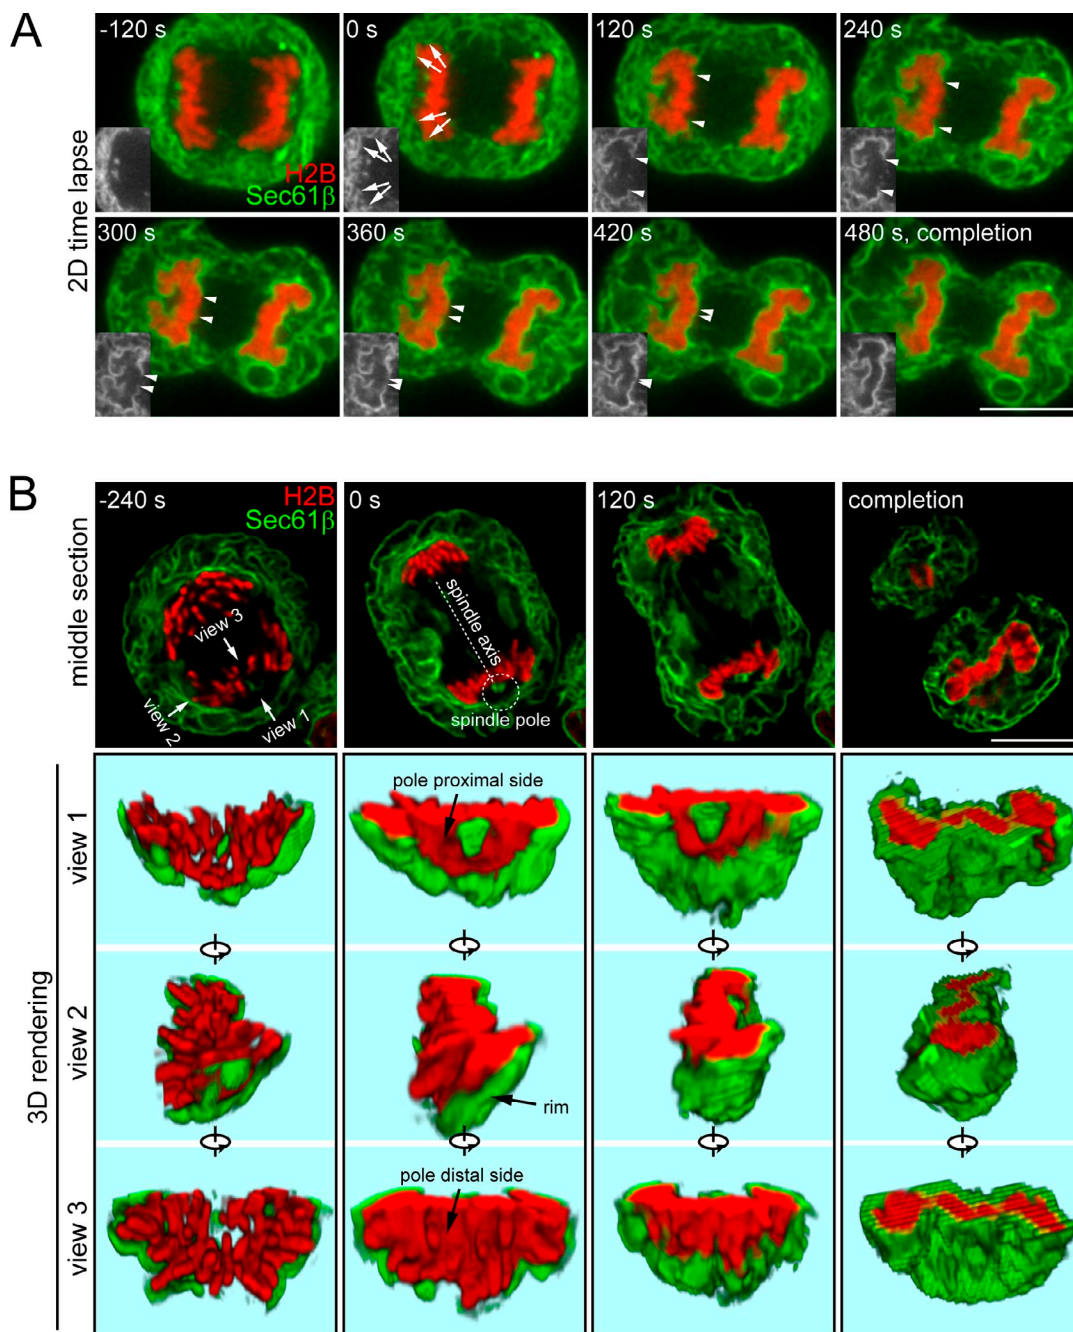 A
2D time lapse
-120 s
H2B
Sec61β
0 s
120 s
240 s
300 s
360 s
420 s
480 s, completion
B
middle section
-240 s
H2B
Sec61β
view 3
view 2
view 1
0 s
spindle axis
spindle pole
120 s
completion
3D rendering
view 1
pole proximal side
view 2
rim
view 3
pole distal side